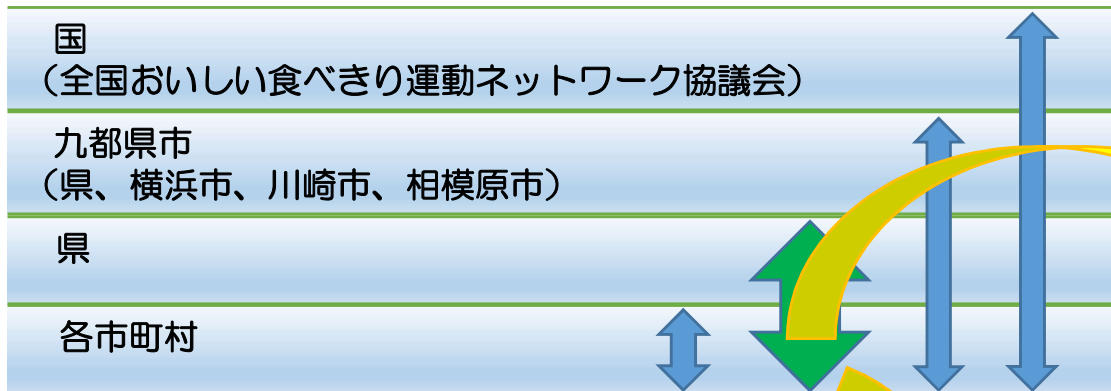 国
（全国おいしい食べきり運動ネットワーク協議会）
九都県市
（県、横浜市、川崎市、相模原市）
県
各市町村